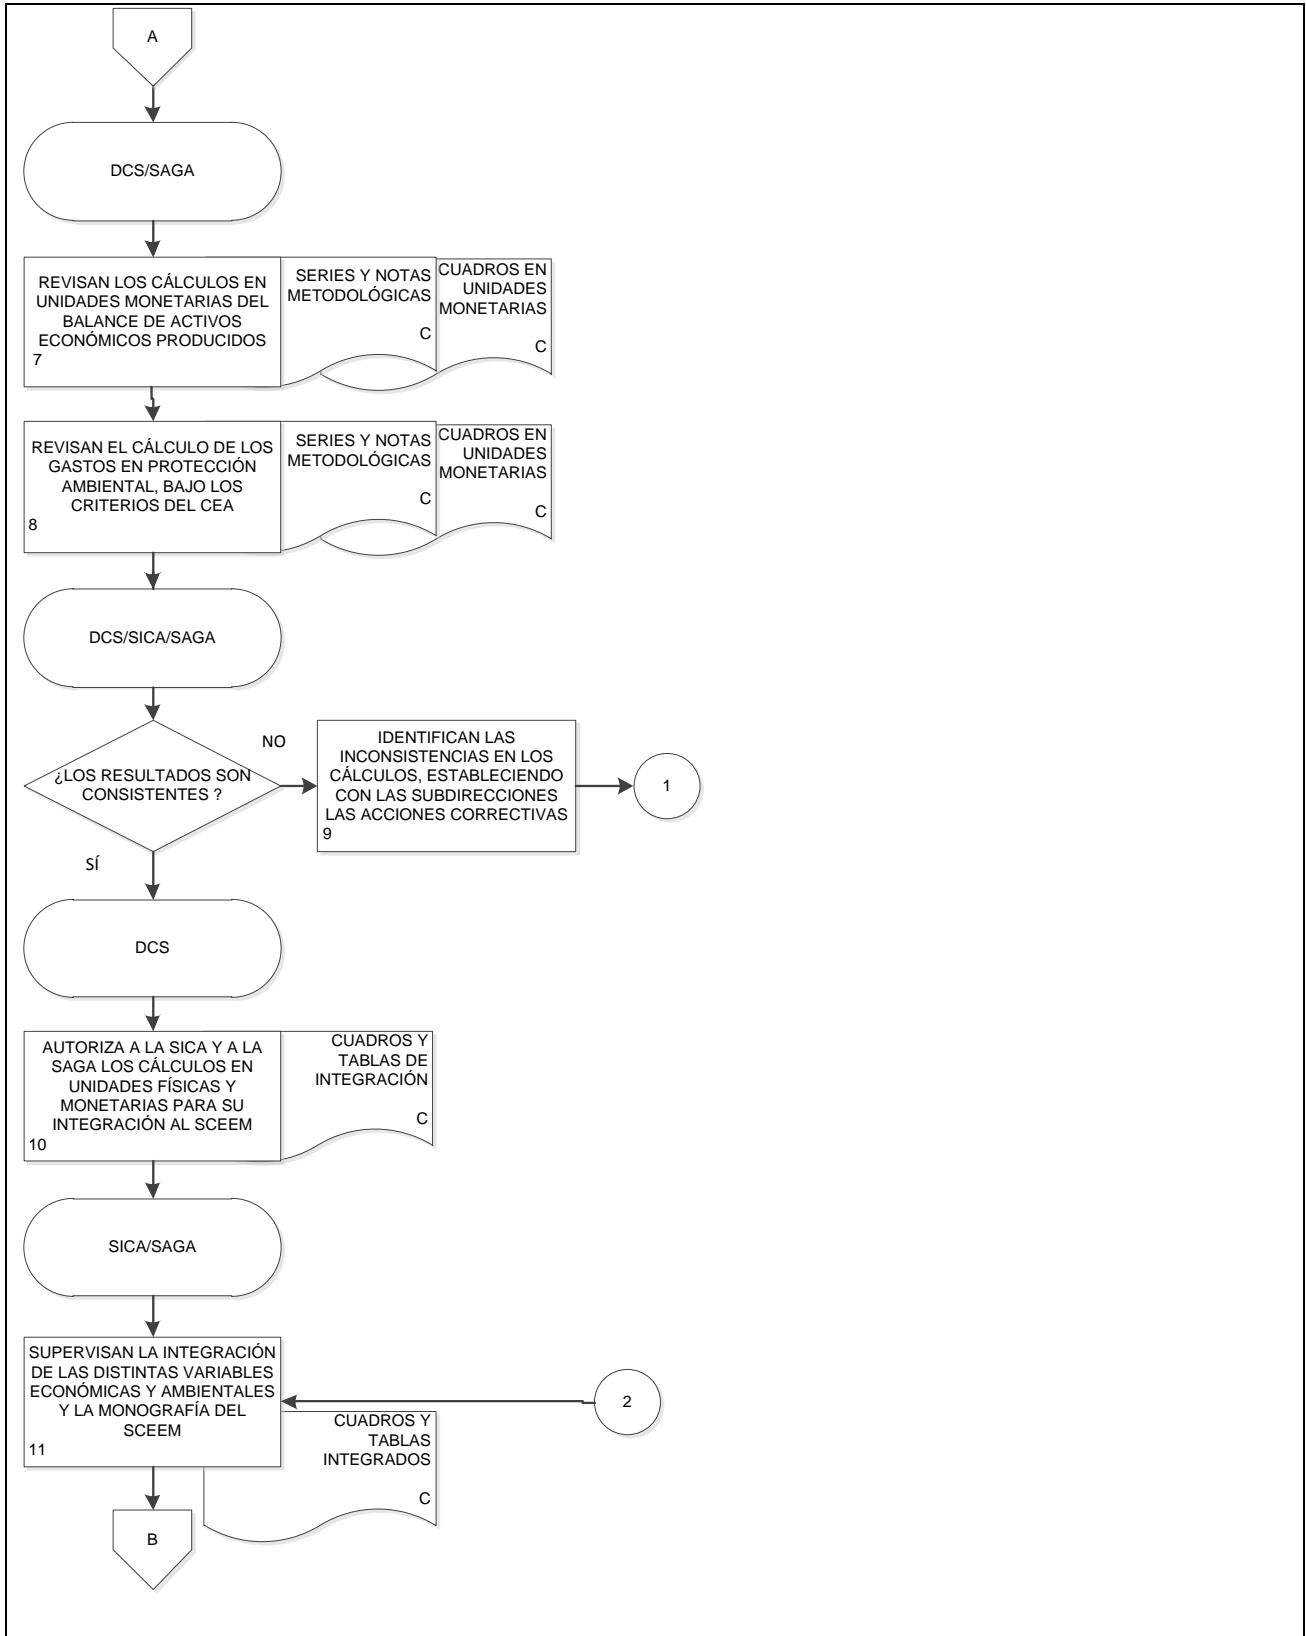 A
DCS/SAGA
REVISAN LOS CÁLCULOS EN
UNIDADES MONETARIAS DEL
BALANCE DE ACTIVOS
ECONÓMICOS PRODUCIDOS
7
SERIES Y NOTAS
METODOLÓGICAS
C
CUADROS EN
UNIDADES
MONETARIAS
C
REVISAN EL CÁLCULO DE LOS
GASTOS EN PROTECCIÓN
AMBIENTAL, BAJO LOS
CRITERIOS DEL CEA
8
SERIES Y NOTAS
METODOLÓGICAS
C
CUADROS EN
UNIDADES
MONETARIAS
C
DCS/SICA/SAGA
¿LOS RESULTADOS SON
CONSISTENTES ?
NO
IDENTIFICAN LAS
INCONSISTENCIAS EN LOS
CÁLCULOS, ESTABLECIENDO
CON LAS SUBDIRECCIONES
LAS ACCIONES CORRECTIVAS
9
1
SÍ
DCS
AUTORIZA A LA SICA Y A LA
SAGA LOS CÁLCULOS EN
UNIDADES FÍSICAS Y
MONETARIAS PARA SU
INTEGRACIÓN AL SCEEM
10
CUADROS Y
TABLAS DE
INTEGRACIÓN
C
SICA/SAGA
SUPERVISAN LA INTEGRACIÓN
DE LAS DISTINTAS VARIABLES
ECONÓMICAS Y AMBIENTALES
Y LA MONOGRAFÍA DEL
SCEEM
11
2
CUADROS Y
TABLAS
INTEGRADOS
C
B